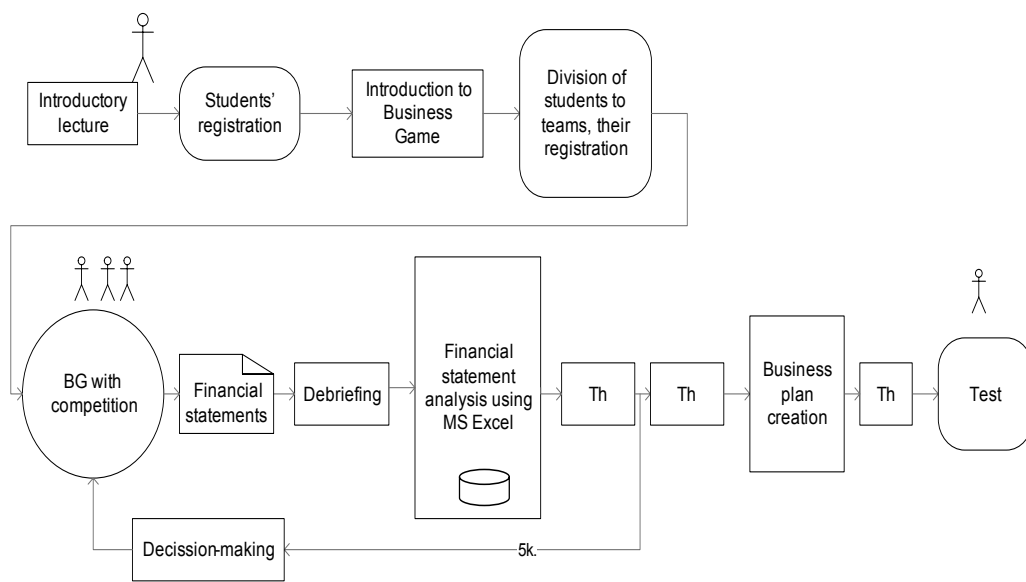 Introductory
lecture
Students’
registration
Introduction to
Business
Game
Division of
students to
teams, their
registration
BG with
competition
Financial
statements
Debriefing
Financial
statement
analysis using
MS Excel
Th
Th
Business
plan
creation
Th
Test
Decission-making
5k.